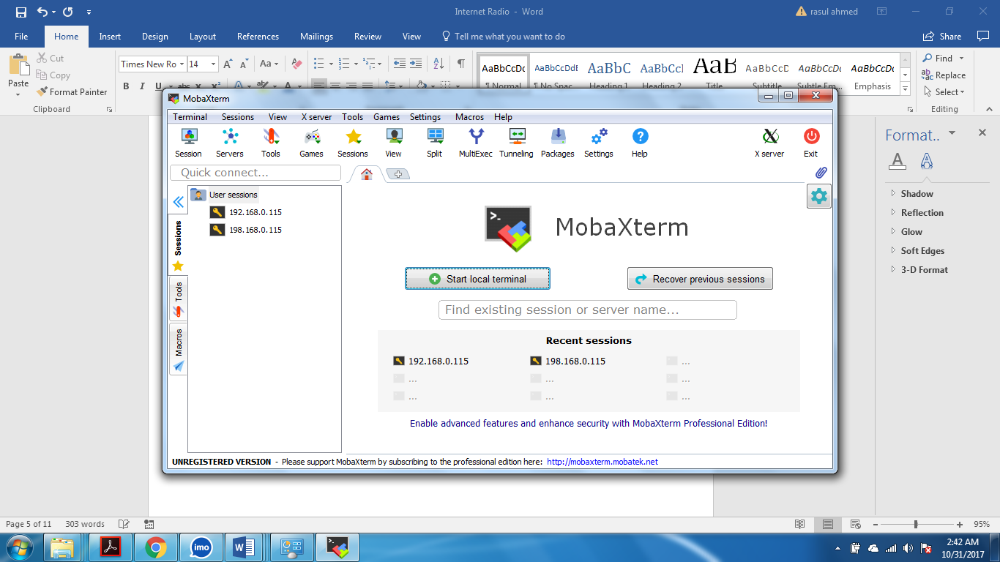 Internet Radio - Word
rasul ahmed
File Home Insert Design Layout References Mailings Review View Tell me what you want to do Share
Cut
Copy
Format Painter
Paste
Clipboard
Times New Ro 14 Aa
B I U abc
AaBbCcDc AaBbCcDdE AaBbC AaBbCcI AaB AaBbCcD AaBbCcDc AaBbCcDc
¶ Normal ¶ No Spac... Heading 1 Heading 2 Title Subtitle Subtle Em... Emphasis
Find
Replace
Select
Editing
MobaXterm
Terminal Sessions View X server Tools Games Settings Macros Help
Session Servers Tools Games Sessions View Split MultiExec Tunneling Packages Settings Help X server Exit
Quick connect...
User sessions
192.168.0.115
198.168.0.115
Sessions
Tools
Macros
MobaXterm
Start local terminal
Recover previous sessions
Find existing session or server name...
Recent sessions
192.168.0.115 198.168.0.115 ...
... ... ...
... ... ...
Enable advanced features and enhance security with MobaXterm Professional Edition!
UNREGISTERED VERSION - Please support MobaXterm by subscribing to the professional edition here: http://mobaxterm.mobatek.net
Format..
Shadow
Reflection
Glow
Soft Edges
3-D Format
Page 5 of 11 303 words 95%
imo
2:42 AM
10/31/2017